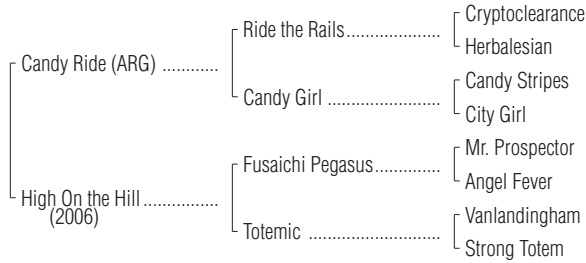 Cryptoclearance
Ride the Rails....................
Herbalesian
Candy Ride (ARG) ............
Candy Stripes
Candy Girl ........................
City Girl
Mr. Prospector
Fusaichi Pegasus..............
Angel Fever
High On the Hill ................
(2006)
Vanlandingham
Totemic ............................
Strong Totem